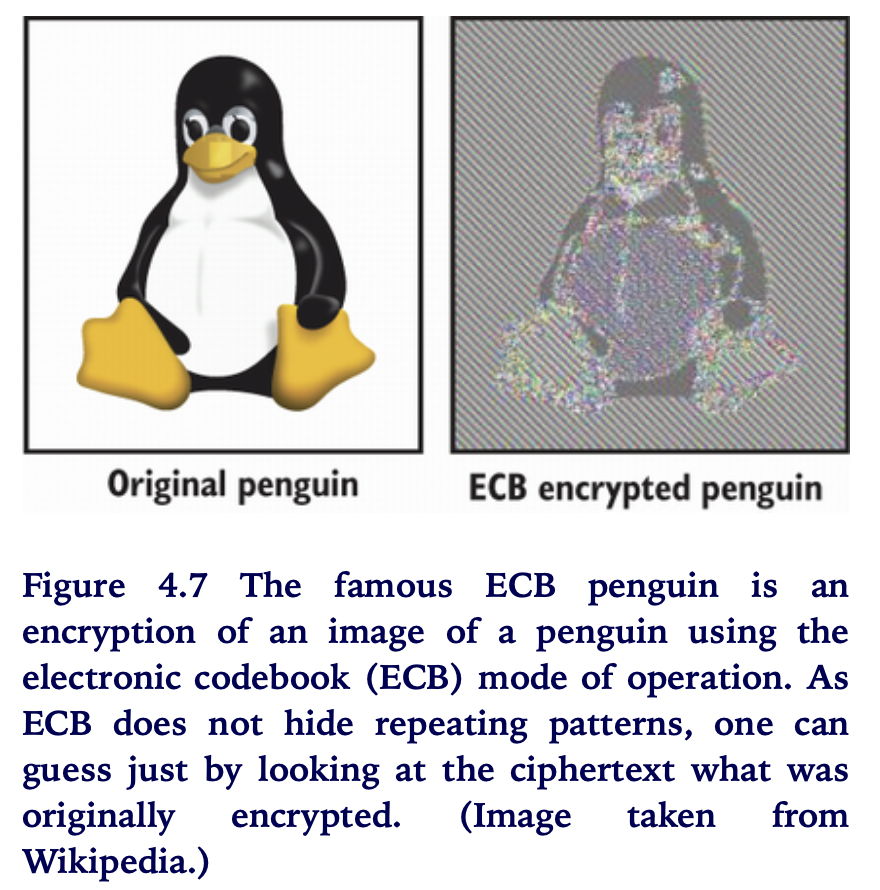 Original penguin
ECB encrypted penguin
Figure 4.7 The famous ECB penguin is an
encryption of an image of a penguin using the
electronic codebook (ECB) mode of operation. As
ECB does not hide repeating patterns, one can
guess just by looking at the ciphertext what was
originally encrypted. (Image taken from
Wikipedia.)